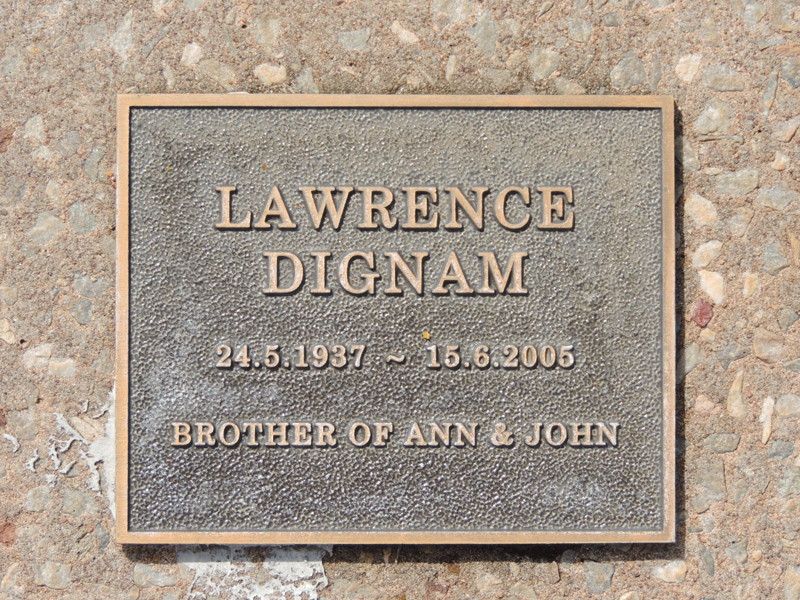 LAWRENCE
DIGNAM
24.5.1937 ~ 15.6.2005
BROTHER OF ANN & JOHN